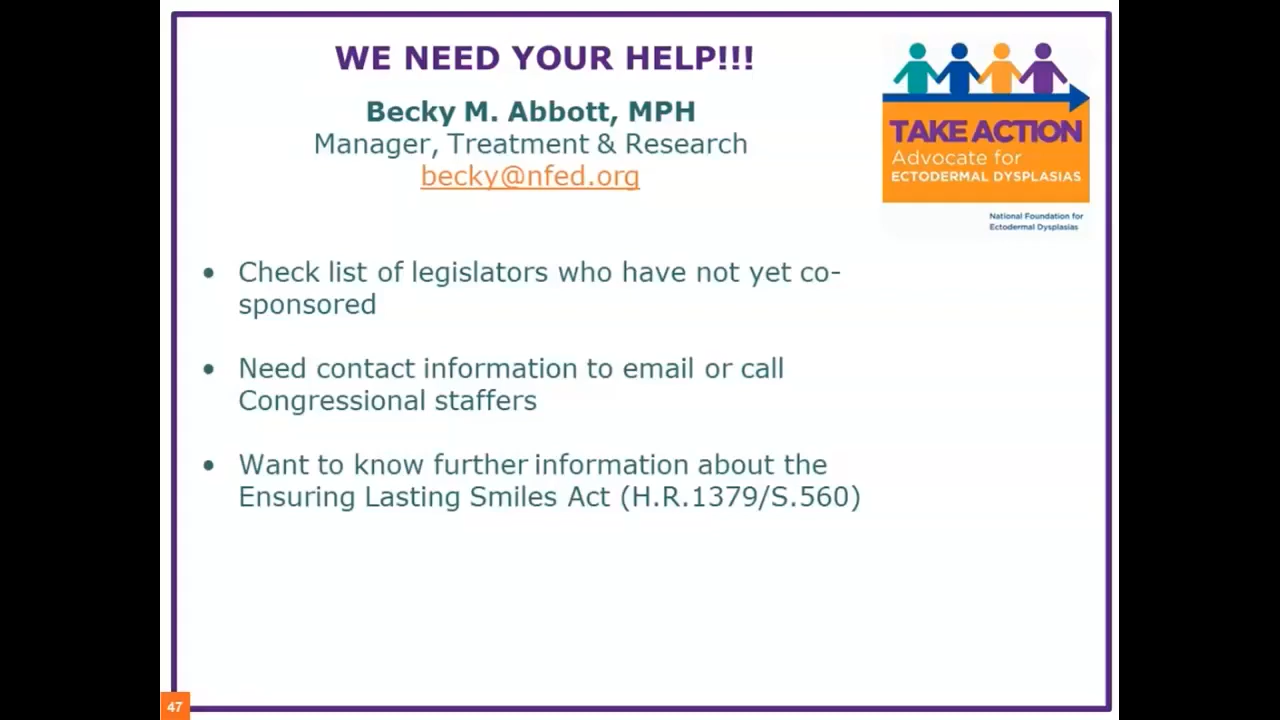 WE NEED YOUR HELP!!!
Becky M. Abbott, MPH
Manager, Treatment & Research
becky@nfed.org
TAKE ACTION
Advocate for
ECTODERMAL DYSPLASIAS
National Foundation for
Ectodermal Dysplasias
• Check list of legislators who have not yet co-
sponsored
• Need contact information to email or call
Congressional staffers
• Want to know further information about the
Ensuring Lasting Smiles Act (H.R.1379/S.560)
47